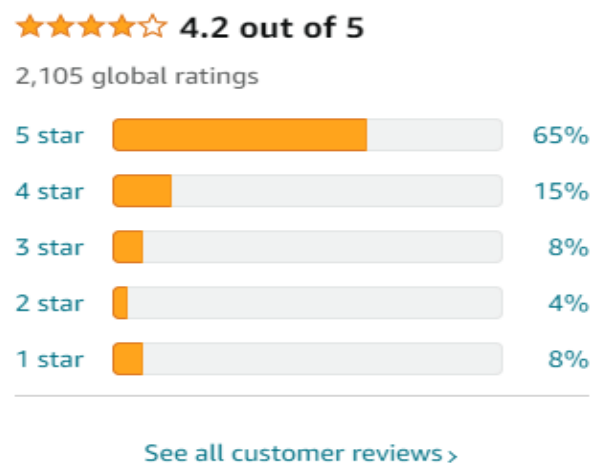 4.2 out of 5
2,105 global ratings
5 star 65%
4 star 15%
3 star 8%
2 star 4%
1 star 8%
See all customer reviews ›